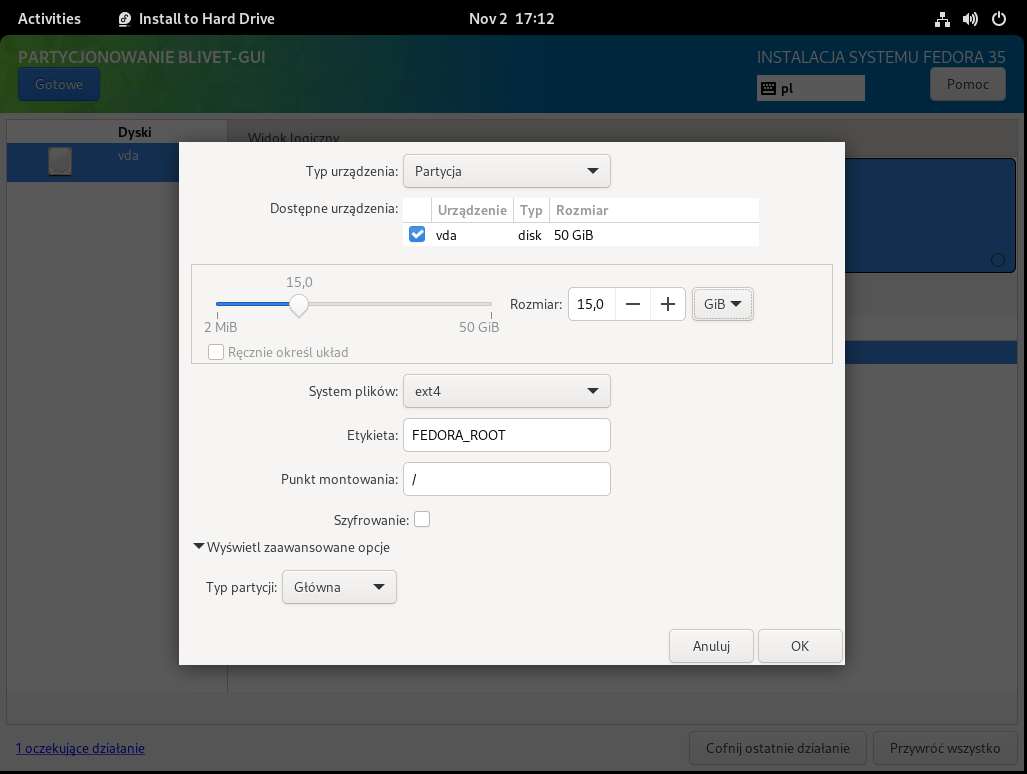 Activities Install to Hard Drive Nov 2 17:12
PARTYCJONOWANIE BLIVET-GUI INSTALACJA SYSTEMU FEDORA 35
Gotowe pl Pomoc
Dyski
Widok logiczny
vda
Typ urządzenia: Partycja
Dostępne urządzenia: Urządzenie Typ Rozmiar
vda disk 50 GiB
15,0
Rozmiar: 15,0 GiB
2 MiB 50 GiB
Ręcznie określ układ
System plików: ext4
Etykieta: FEDORA_ROOT
Punkt montowania: /
Szyfrowanie:
Wyświetl zaawansowane opcje
Typ partycji: Główna
Anuluj OK
1 oczekujące działanie Cofnij ostatnie działanie Przywróć wszystko